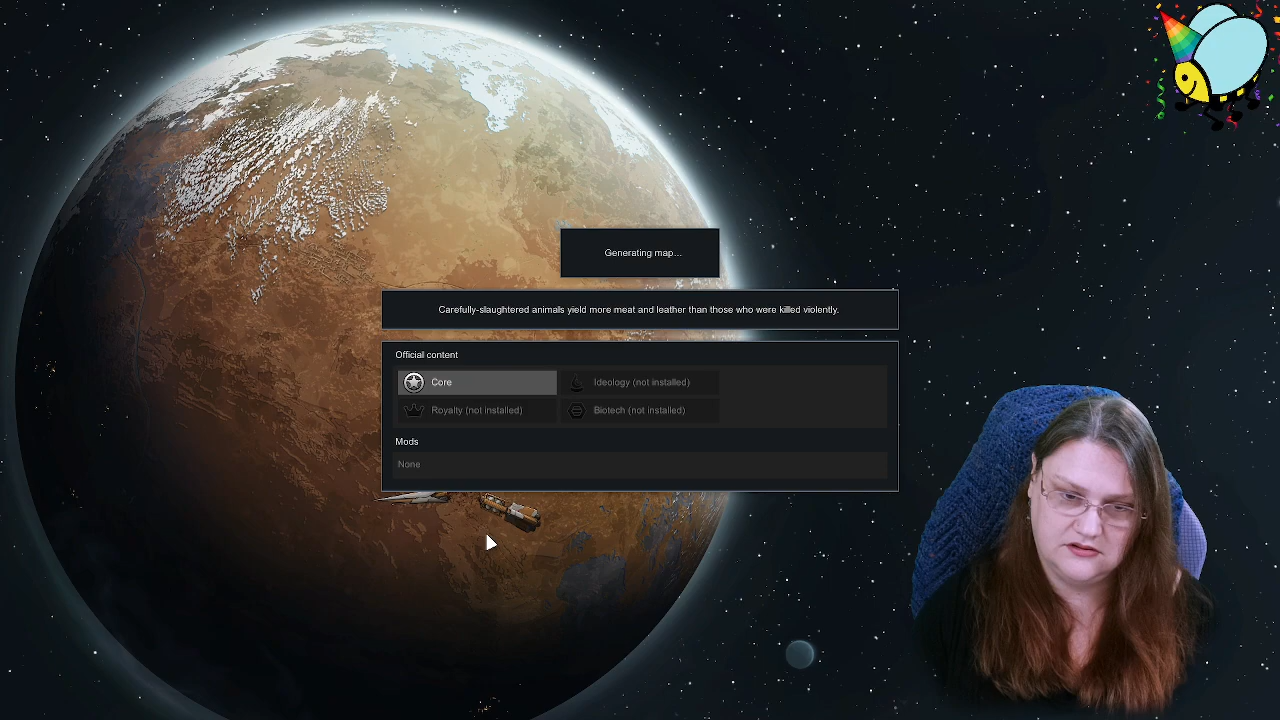 Generating map...
Carefully-slaughtered animals yield more meat and leather than those who were killed violently.
Official content
Core
Ideology (not installed)
Royalty (not installed)
Biotech (not installed)
Mods
None